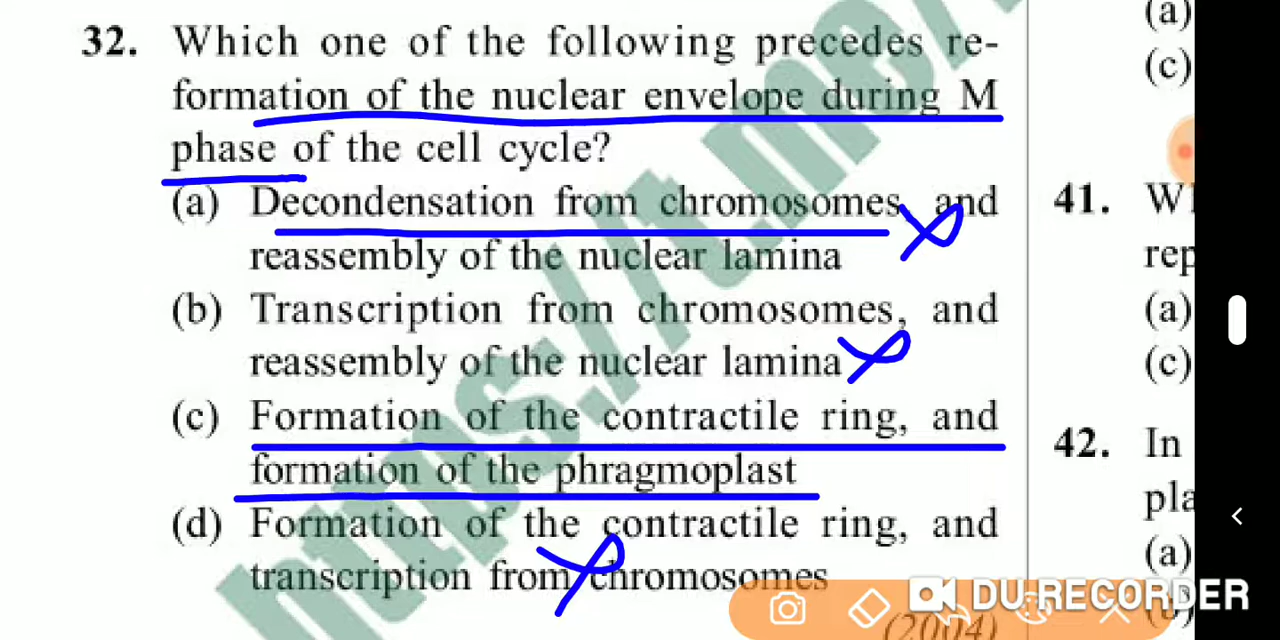 32. Which one of the following precedes re-
formation of the nuclear envelope during M
phase of the cell cycle?
(a) Decondensation from chromosomes, and
reassembly of the nuclear lamina
(b) Transcription from chromosomes, and
reassembly of the nuclear lamina
(c) Formation of the contractile ring, and
formation of the phragmoplast
(d) Formation of the contractile ring, and
transcription from chromosomes
(2004)
(a)
(c)
41. W
rep
(a)
(c)
42. In
pla
(a)
https://t.me/
DU RECORDER